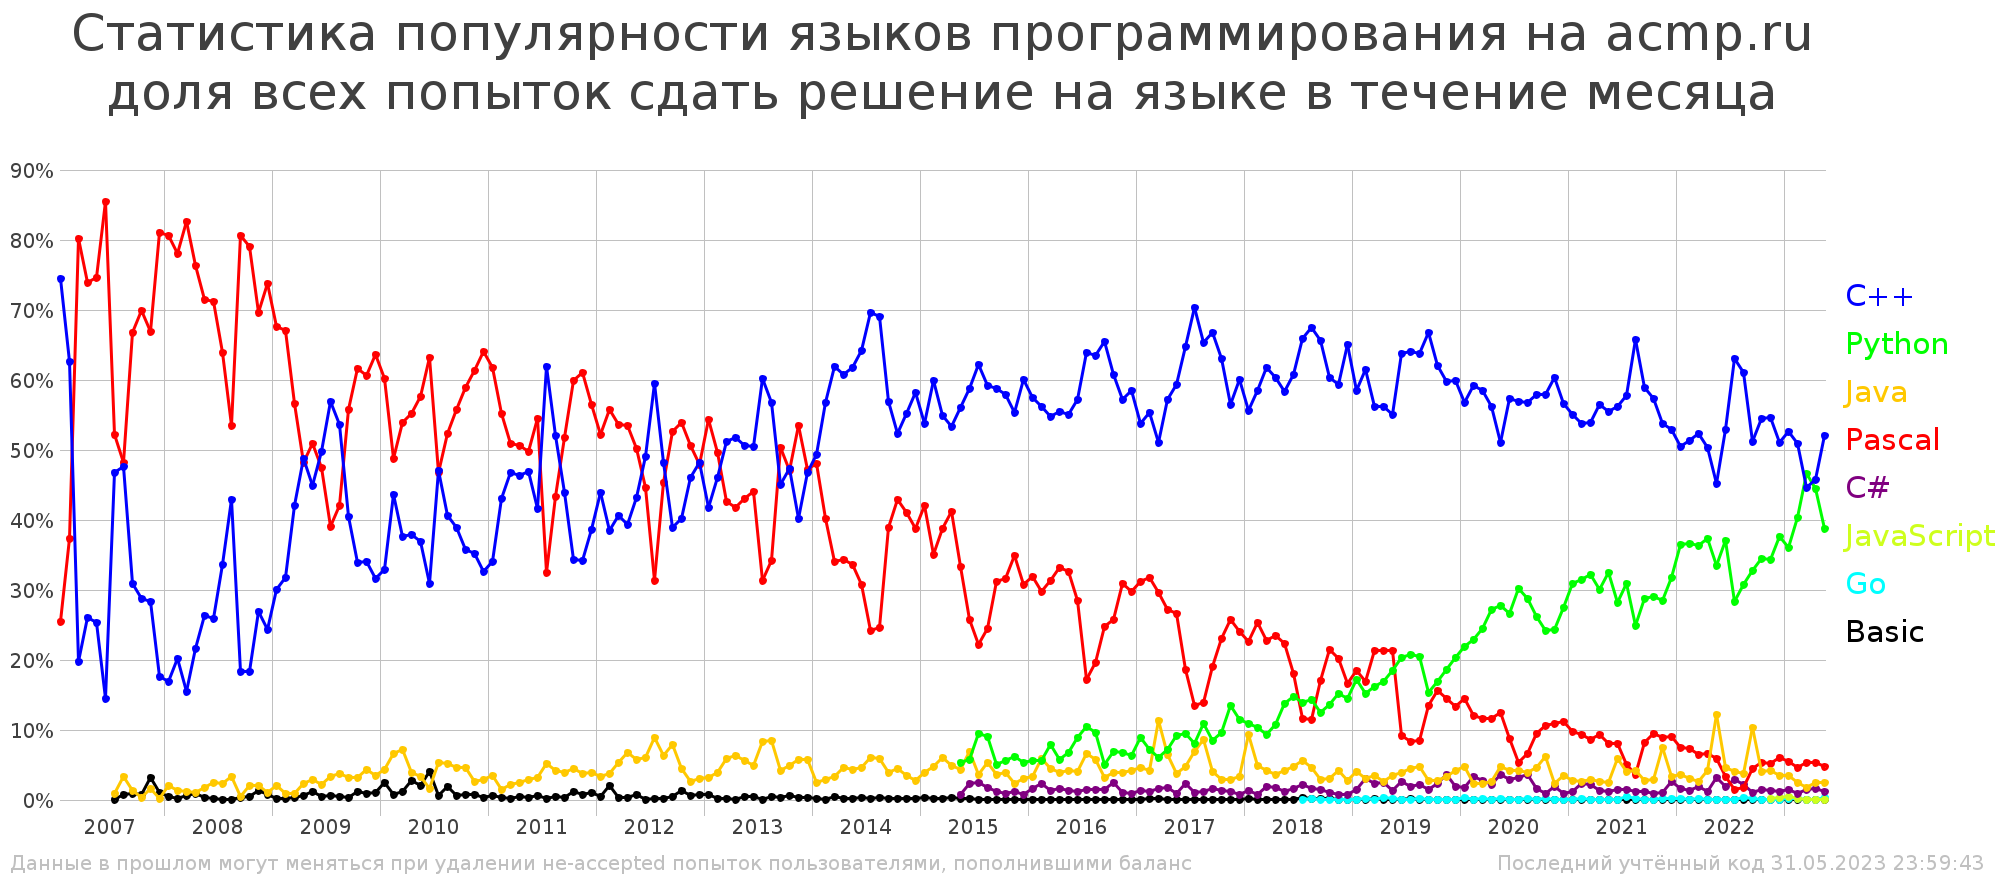 Статистика популярности языков программирования на acmp.ru
доля всех попыток сдать решение на языке в течение месяца
90%
80%
70%
60%
50%
40%
30%
20%
10%
0%
C++
Python
Java
Pascal
C#
JavaScript
Go
Basic
2007 2008 2009 2010 2011 2012 2013 2014 2015 2016 2017 2018 2019 2020 2021 2022
Данные в прошлом могут меняться при удалении не-accepted попыток пользователями, пополнившими баланс
Последний учтённый код 31.05.2023 23:59:43